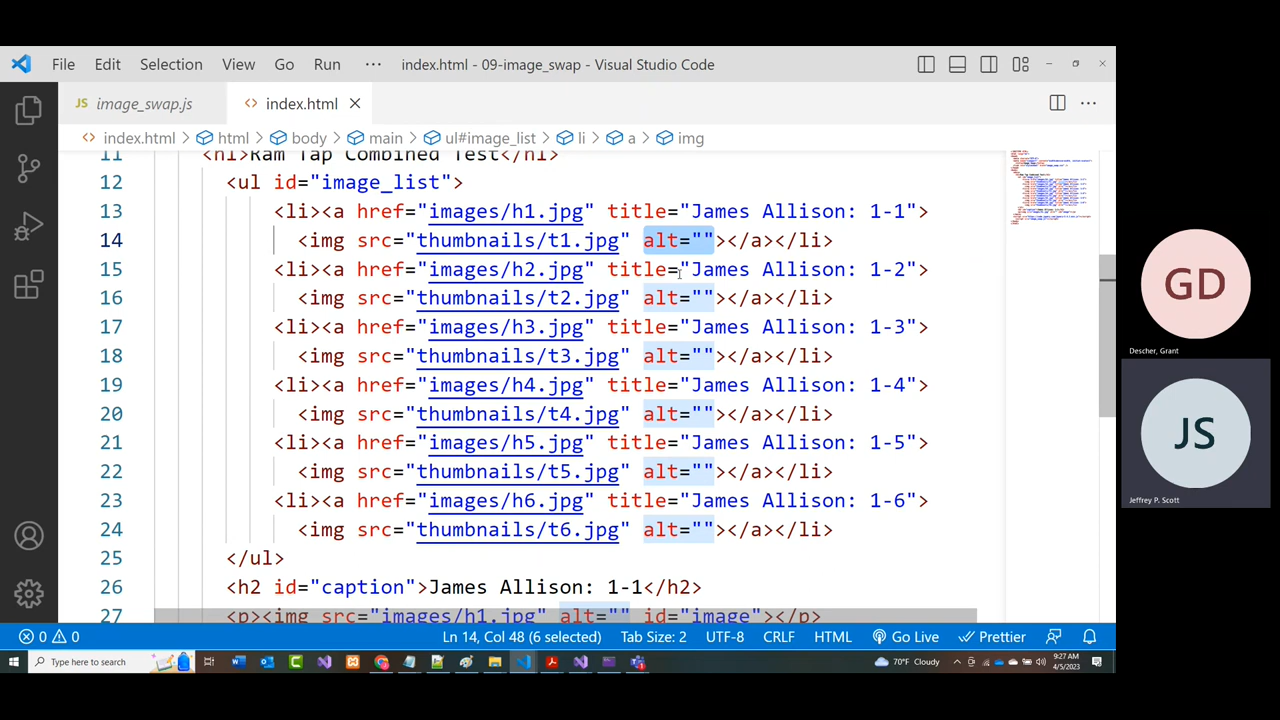 File Edit Selection View Go Run ··· index.html - 09-image_swap - Visual Studio Code
JS image_swap.js <> index.html
<> index.html > html > body > main > ul#image_list > li > a > img
11 <h1>Ram Tap Combined Test</h1>
12 <ul id="image_list">
13 <li><a href="images/h1.jpg" title="James Allison: 1-1">
14 <img src="thumbnails/t1.jpg" alt=""></a></li>
15 <li><a href="images/h2.jpg" title="James Allison: 1-2">
16 <img src="thumbnails/t2.jpg" alt=""></a></li>
17 <li><a href="images/h3.jpg" title="James Allison: 1-3">
18 <img src="thumbnails/t3.jpg" alt=""></a></li>
19 <li><a href="images/h4.jpg" title="James Allison: 1-4">
20 <img src="thumbnails/t4.jpg" alt=""></a></li>
21 <li><a href="images/h5.jpg" title="James Allison: 1-5">
22 <img src="thumbnails/t5.jpg" alt=""></a></li>
23 <li><a href="images/h6.jpg" title="James Allison: 1-6">
24 <img src="thumbnails/t6.jpg" alt=""></a></li>
25 </ul>
26 <h2 id="caption">James Allison: 1-1</h2>
27 <p><img src="images/h1.jpg" alt="" id="image"></p>
0 0 Ln 14, Col 48 (6 selected) Tab Size: 2 UTF-8 CRLF HTML Go Live Prettier
Type here to search 70°F Cloudy 9:27 AM
4/5/2023
GD
Descher, Grant
JS
Jeffrey P. Scott